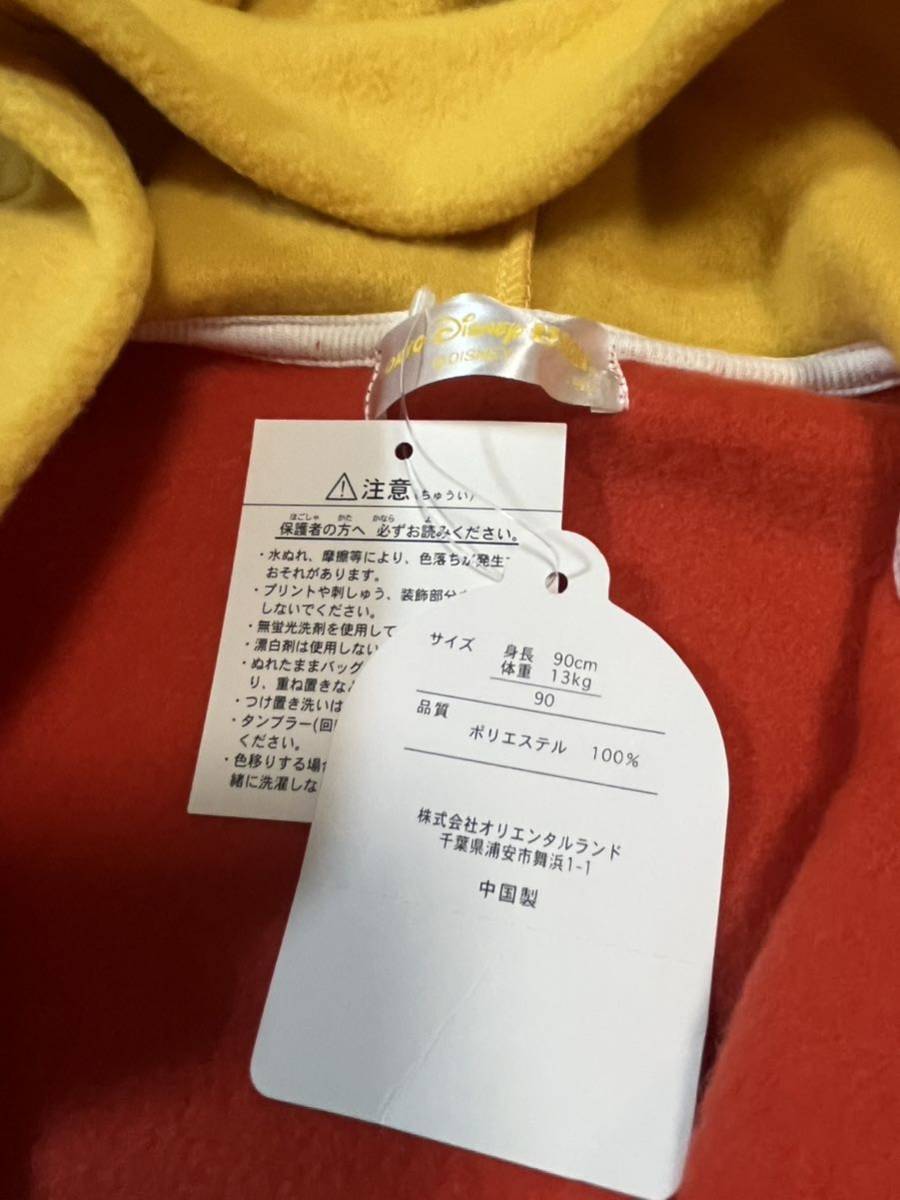 Disney
© DISNEY
注意(ちゅうい)
保護者の方へ 必ずお読みください。
・水ぬれ、摩擦等により、色落ちが発生
おそれがあります。
・プリントや刺しゅう、装飾部分
しないでください。
・無蛍光洗剤を使用して
・漂白剤は使用しない
・ぬれたままバッグ
り、重ね置きな
・つけ置き洗いは
・タンブラー(回
ください。
・色移りする場合
緒に洗濯しな
サイズ 身長 90cm
体重 13kg
90
品質
ポリエステル 100%
株式会社オリエンタルランド
千葉県浦安市舞浜1-1
中国製